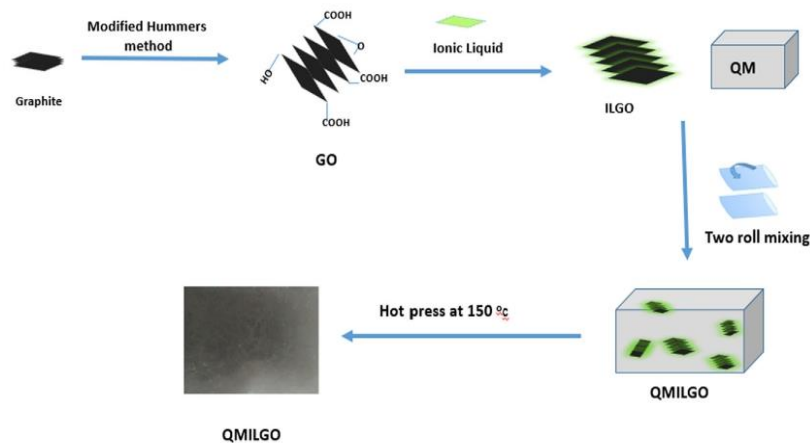 Modified Hummers
method
Graphite
COOH
O
HO
COOH
COOH
GO
Ionic Liquid
ILGO
QM
Two roll mixing
QMILGO
Hot press at 150 ºc
QMILGO